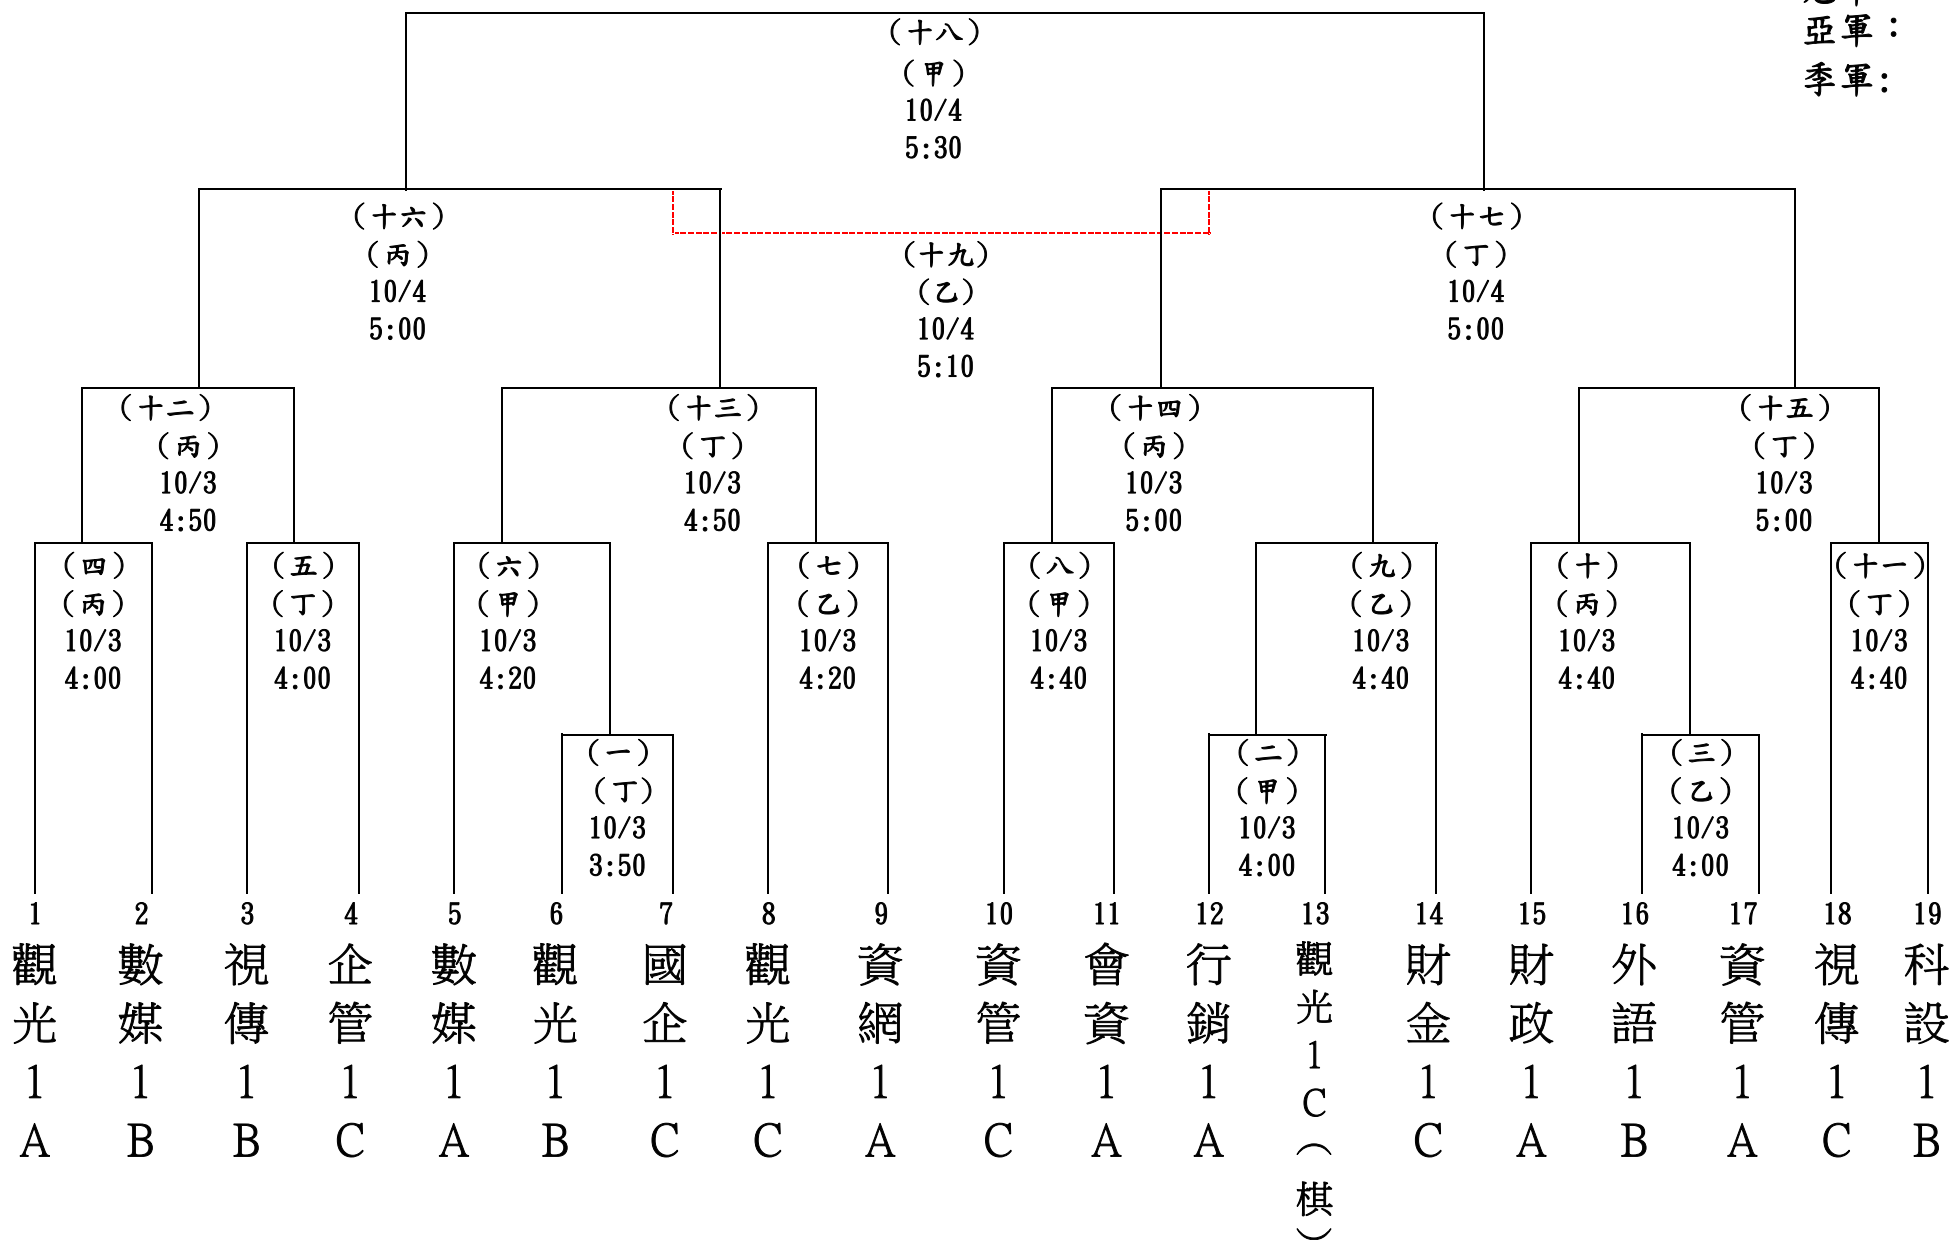 亞軍：
季軍:
（十八）
（甲）
10/4
5:30
（十六）
（丙）
10/4
5:00
（十九）
（乙）
10/4
5:10
（十七）
（丁）
10/4
5:00
（十二）
（丙）
10/3
4:50
（十三）
（丁）
10/3
4:50
（十四）
（丙）
10/3
5:00
（十五）
（丁）
10/3
5:00
（四）
（丙）
10/3
4:00
（五）
（丁）
10/3
4:00
（六）
（甲）
10/3
4:20
（七）
（乙）
10/3
4:20
（八）
（甲）
10/3
4:40
（九）
（乙）
10/3
4:40
（十）
（丙）
10/3
4:40
（十一）
（丁）
10/3
4:40
（一）
（丁）
10/3
3:50
（二）
（甲）
10/3
4:00
（三）
（乙）
10/3
4:00
1
觀光1A
2
數媒1B
3
視傳1B
4
企管1C
5
數媒1A
6
觀光1B
7
國企1C
8
觀光1C
9
資網1A
10
資管1C
11
會資1A
12
行銷1A
13
觀光1C（棋）
14
財金1C
15
財政1A
16
外語1B
17
資管1A
18
視傳1C
19
科設1B